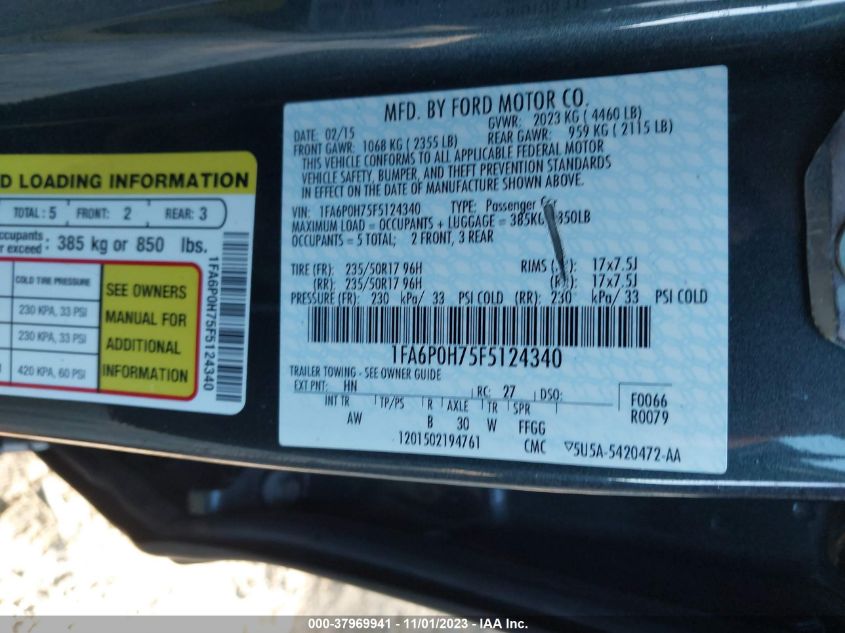 D LOADING INFORMATION
TOTAL: 5 FRONT: 2 REAR: 3
cupants
exceed: 385 kg or 850 lbs.
COLD TIRE PRESSURE
230 KPA, 33 PSI
230 KPA, 33 PSI
420 KPA, 60 PSI
SEE OWNERS
MANUAL FOR
ADDITIONAL
INFORMATION
1FA6P0H75F5124340
MFD. BY FORD MOTOR CO.
DATE: 02/15 GVWR: 2023 KG ( 4460 LB)
FRONT GAWR: 1068 KG ( 2355 LB) REAR GAWR: 959 KG ( 2115 LB)
THIS VEHICLE CONFORMS TO ALL APPLICABLE FEDERAL MOTOR
VEHICLE SAFETY, BUMPER, AND THEFT PREVENTION STANDARDS
IN EFFECT ON THE DATE OF MANUFACTURE SHOWN ABOVE.
VIN: 1FA6P0H75F5124340 TYPE: Passenger Car
MAXIMUM LOAD = OCCUPANTS + LUGGAGE = 385KG 850LB
OCCUPANTS = 5 TOTAL; 2 FRONT, 3 REAR
TIRE (FR): 235/50R17 96H RIMS 17x7.5J
(RR): 235/50R17 96H 17x7.5J
PRESSURE (FR): 230 kPa/ 33 PSI COLD (RR): 230 kPa/ 33 PSI COLD
1FA6P0H75F5124340
TRAILER TOWING - SEE OWNER GUIDE
EXT PNT: HN RC: 27 DSO: F0066
INT TR TP/PS R AXLE TR SPR R0079
AW B 30 W FFGG
1201502194761 CMC ▽5U5A-5420472-AA
000-37969941 - 11/01/2023 - IAA Inc.